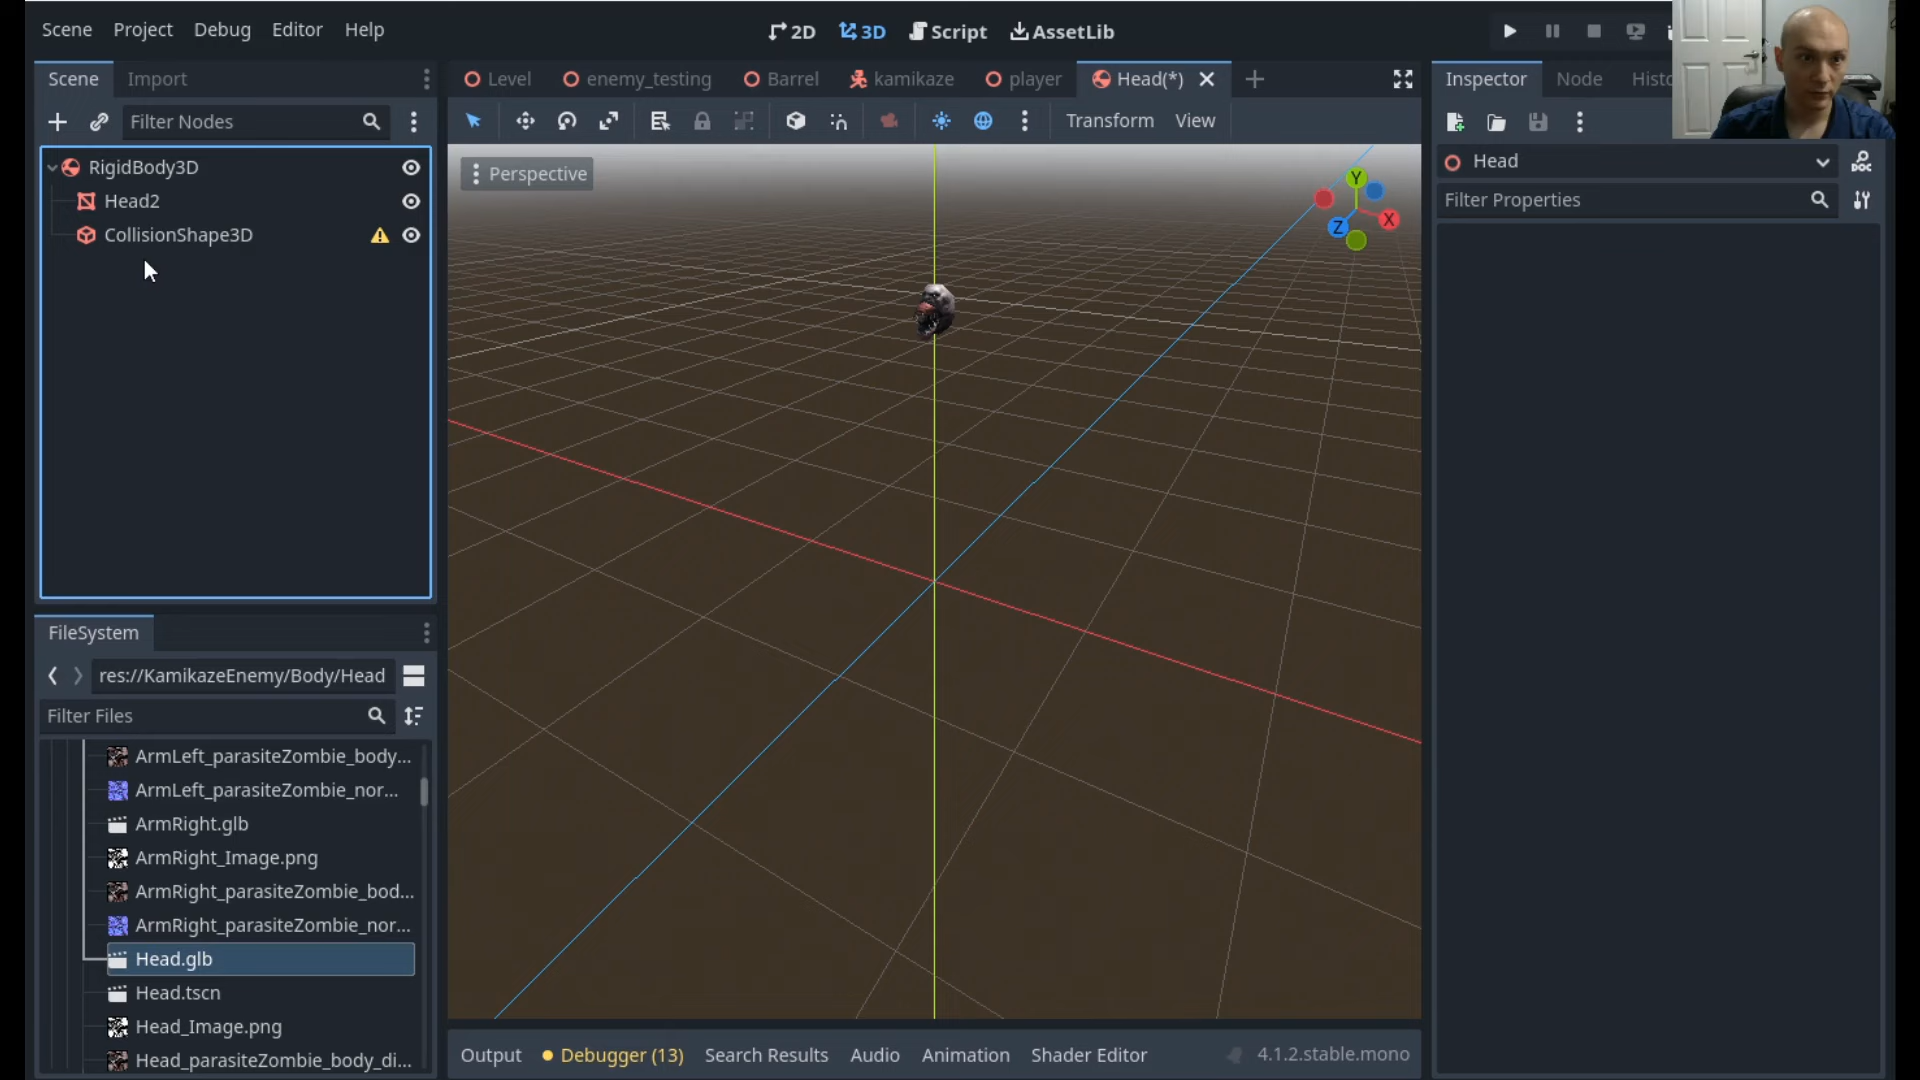 Scene Project Debug Editor Help
2D 3D Script AssetLib
Scene Import
Level enemy_testing Barrel kamikaze player Head(*)
Inspector Node Histo
Filter Nodes
Transform View
RigidBody3D
Head2
CollisionShape3D
Perspective
Y
X
Z
Head
DOC
Filter Properties
FileSystem
res://KamikazeEnemy/Body/Head
Filter Files
ArmLeft_parasiteZombie_body...
ArmLeft_parasiteZombie_nor...
ArmRight.glb
ArmRight_Image.png
ArmRight_parasiteZombie_bod...
ArmRight_parasiteZombie_nor...
Head.glb
Head.tscn
Head_Image.png
Head_parasiteZombie_body_di...
Output Debugger (13) Search Results Audio Animation Shader Editor 4.1.2.stable.mono